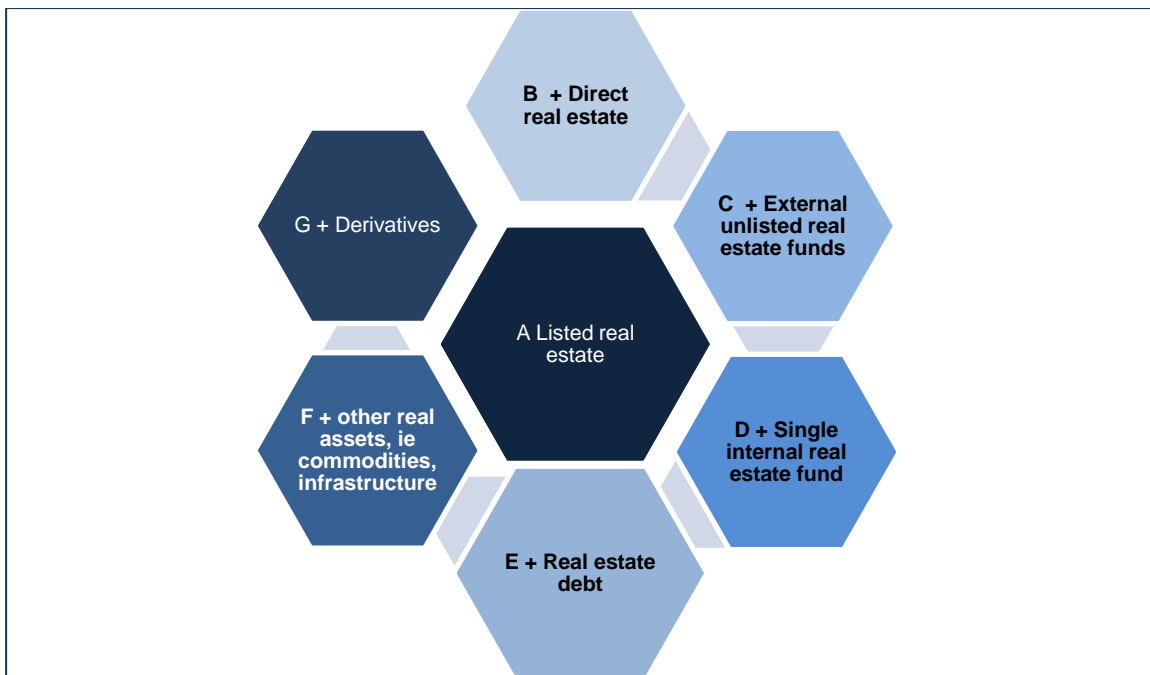 B + Direct
real estate
C + External
unlisted real
estate funds
D + Single
internal real
estate fund
E + Real estate
debt
F + other real
assets, ie
commodities,
infrastructure
G + Derivatives
A Listed real
estate